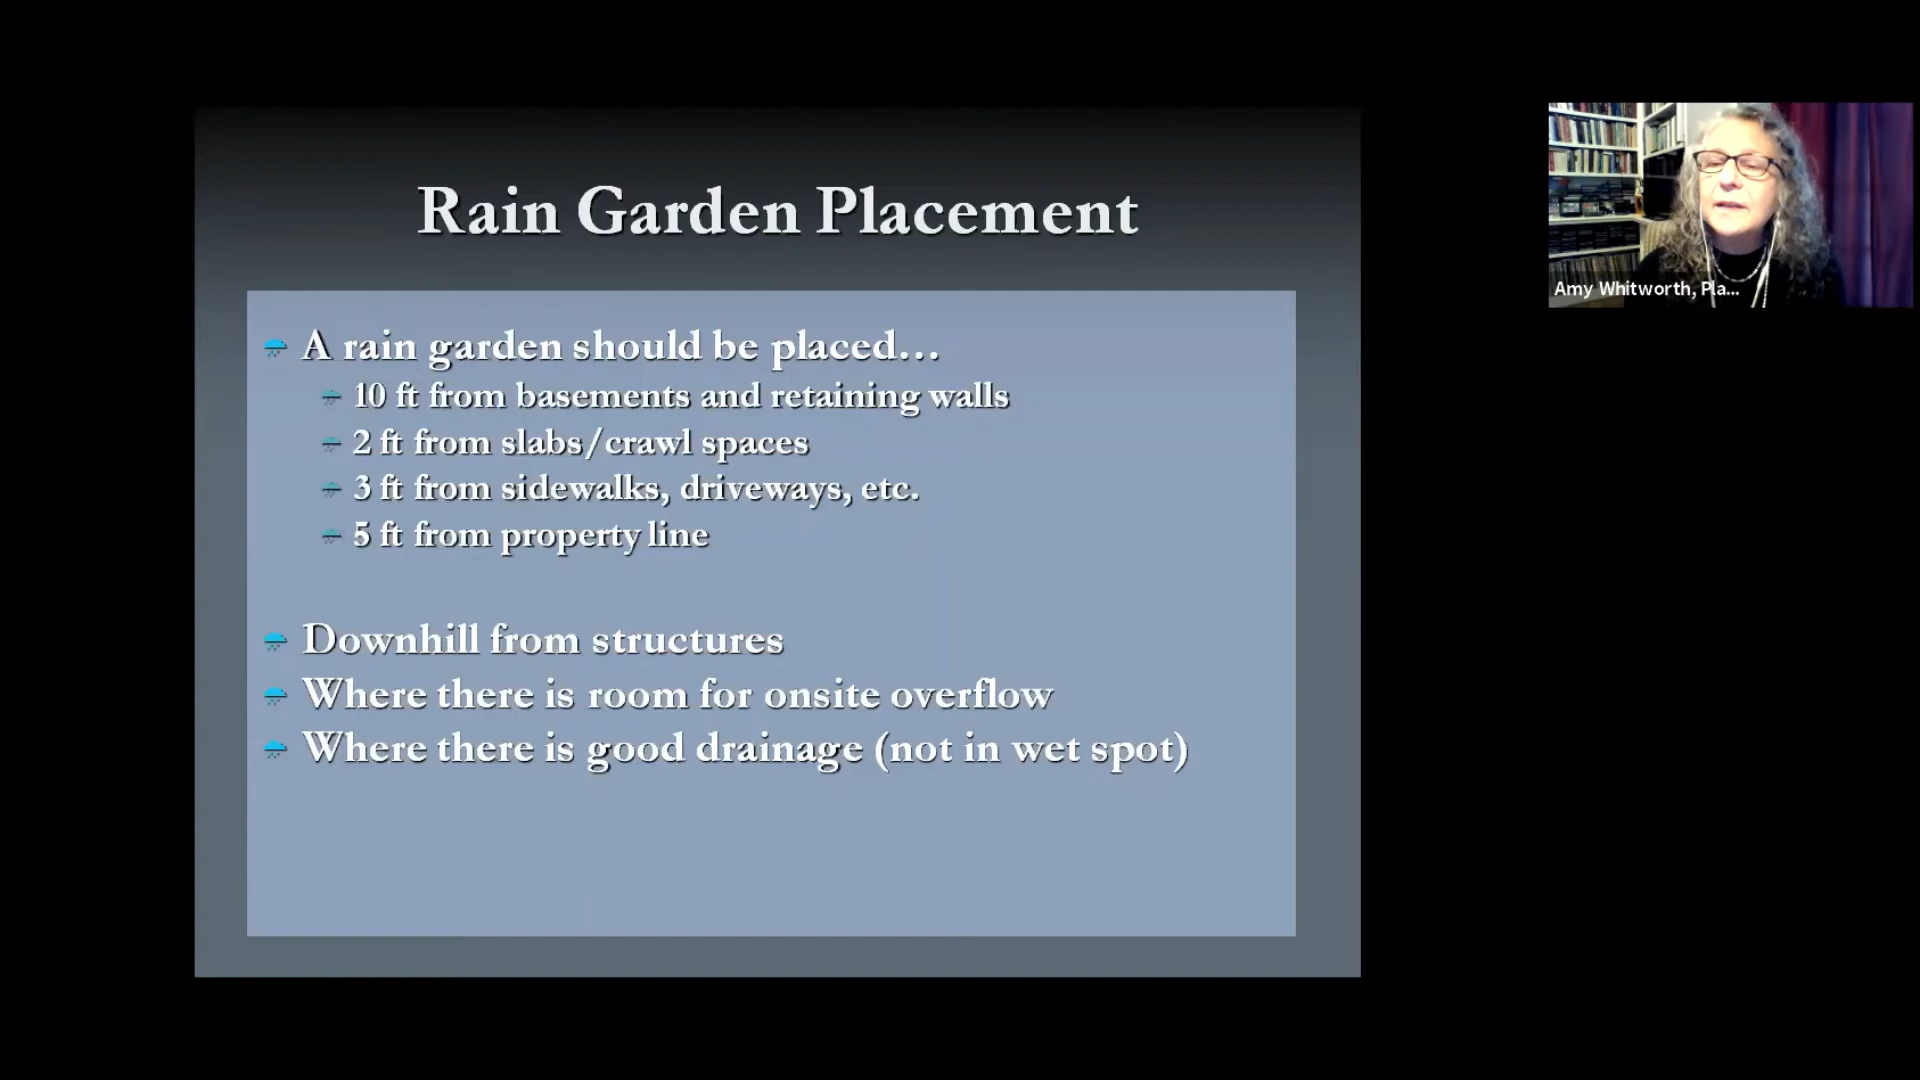 Rain Garden Placement
A rain garden should be placed...
10 ft from basements and retaining walls
2 ft from slabs/crawl spaces
3 ft from sidewalks, driveways, etc.
5 ft from property line
Downhill from structures
Where there is room for onsite overflow
Where there is good drainage (not in wet spot)
Amy Whitworth, Pla...